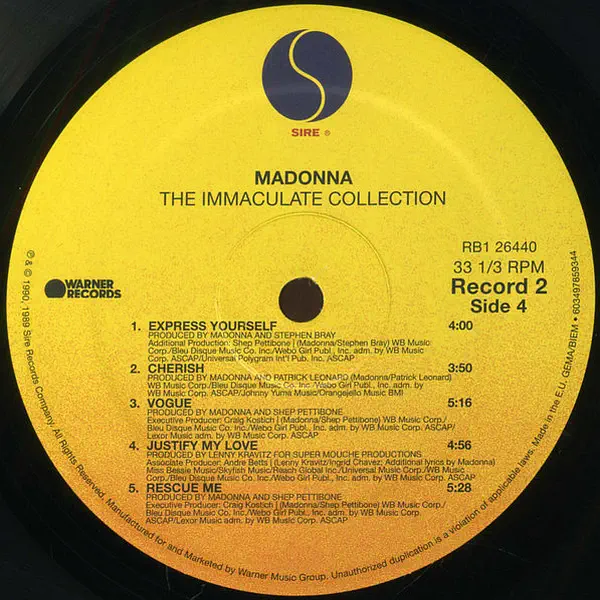 SIRE ®
MADONNA
THE IMMACULATE COLLECTION
RB1 26440
33 1/3 RPM
Record 2
Side 4
WARNER
RECORDS
1. EXPRESS YOURSELF 4:00
PRODUCED BY MADONNA AND STEPHEN BRAY
Additional Production: Shep Pettibone | (Madonna/Stephen Bray) WB Music
Corp./Bleu Disque Music Co. Inc./Webo Girl Publ., Inc. adm. by WB Music
Corp. ASCAP/Universal Polygram Int'l Pub. Inc. ASCAP
2. CHERISH 3:50
PRODUCED BY MADONNA AND PATRICK LEONARD (Madonna/Patrick Leonard)
WB Music Corp./Bleu Disque Music Co. Inc./Webo Girl Publ., Inc. adm. by
WB Music Corp. ASCAP/Johnny Yuma Music/Orangejello Music BMI
3. VOGUE 5:16
PRODUCED BY MADONNA AND SHEP PETTIBONE
Executive Producer: Craig Kostich | (Madonna/Shep Pettibone) WB Music Corp./
Bleu Disque Music Co. Inc./Webo Girl Publ., Inc. adm. by WB Music Corp. ASCAP/
Lexor Music adm. by WB Music Corp. ASCAP
4. JUSTIFY MY LOVE 4:56
PRODUCED BY LENNY KRAVITZ FOR SUPER MOUCHE PRODUCTIONS
Associate Producer: Andre Betts | (Lenny Kravitz/Ingrid Chavez; Additional lyrics by Madonna)
Miss Bessie Music/Skyfish Music/Reach Global Inc./Universal Music Corp./WB Music
Corp./Bleu Disque Music Co. Inc./Webo Girl Publ., Inc. adm. by WB Music Corp. ASCAP
5. RESCUE ME 5:28
PRODUCED BY MADONNA AND SHEP PETTIBONE
Executive Producer: Craig Kostich | (Madonna/Shep Pettibone) WB Music Corp./
Bleu Disque Music Co. Inc./Webo Girl Publ., Inc. adm. by WB Music Corp.
ASCAP/Lexor Music adm. by WB Music Corp. ASCAP
℗ & © 1990, 1989 Sire Records Company. All Rights Reserved. Manufactured for and Marketed by Warner Music Group. Unauthorized duplication is a violation of applicable laws. Made in the E.U. GEMA/BIEM • 603497859344